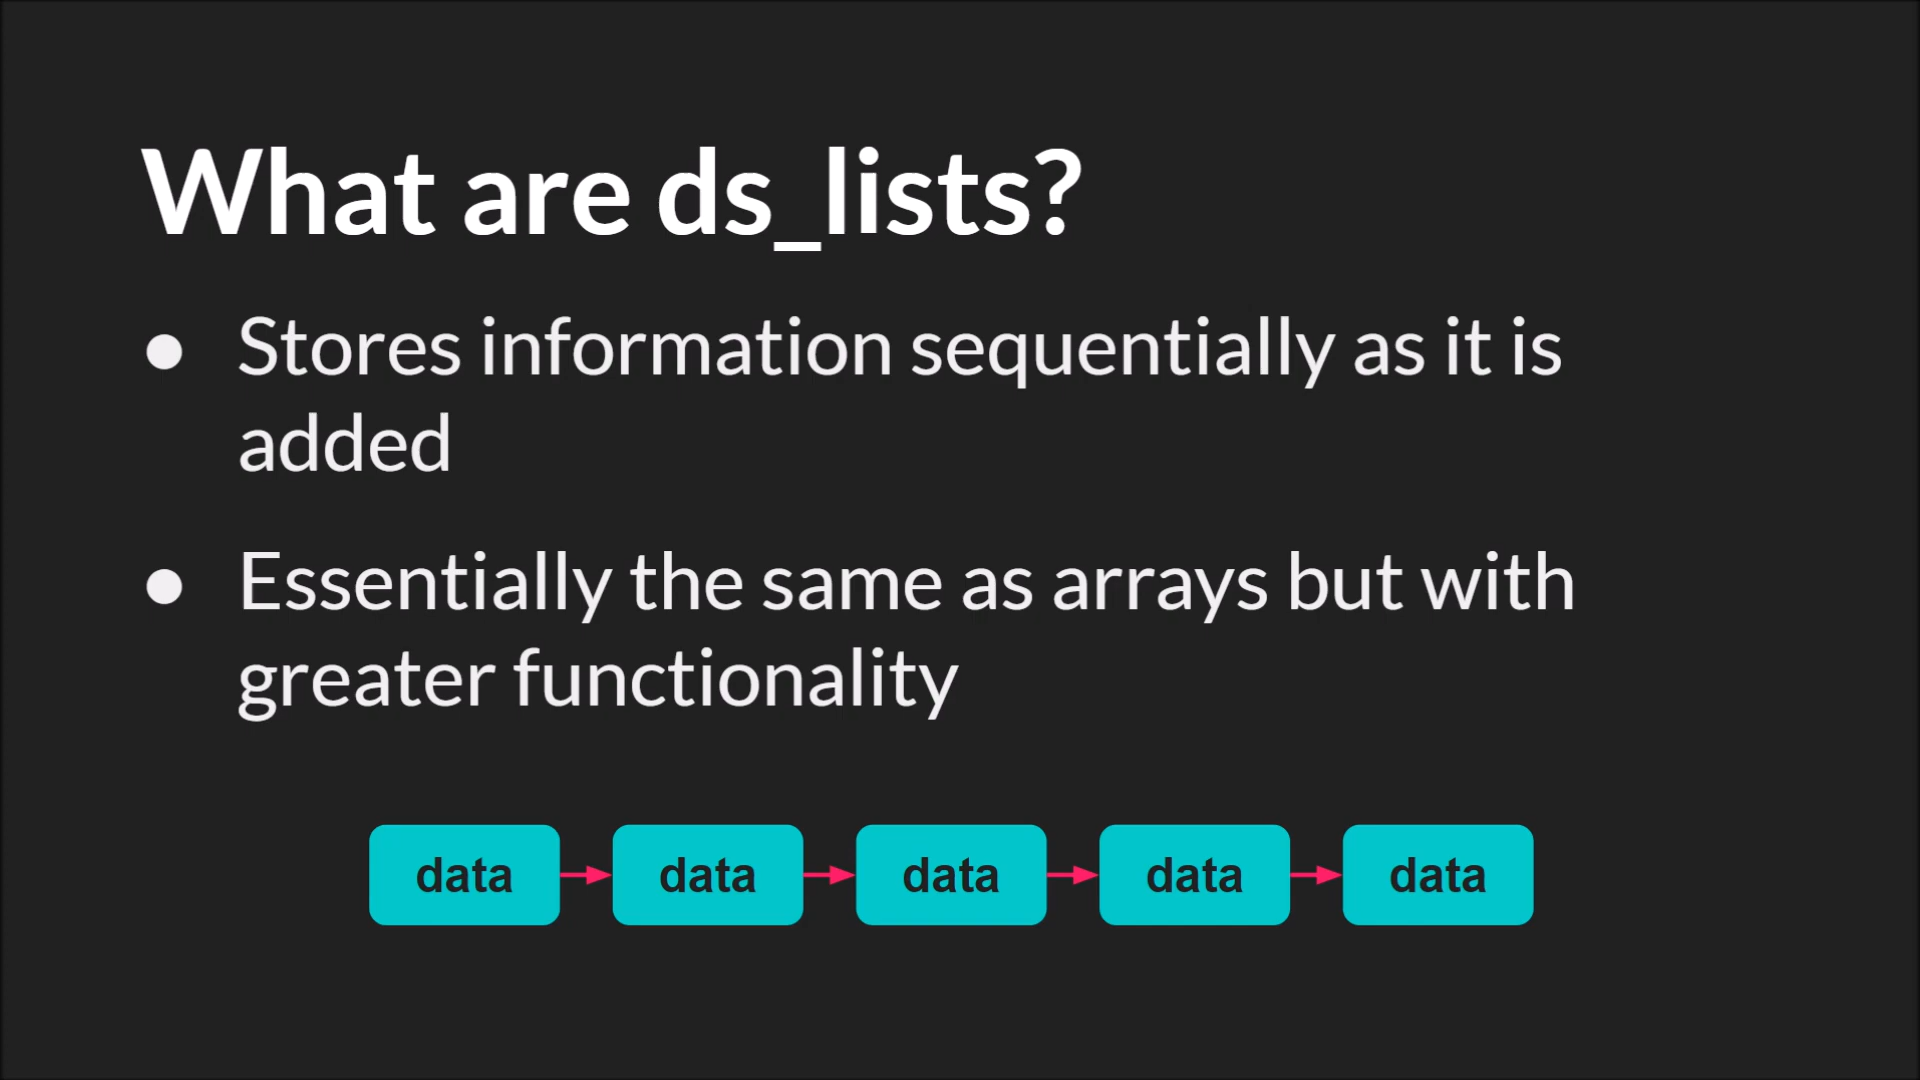 What are ds_lists?
● Stores information sequentially as it is
added
● Essentially the same as arrays but with
greater functionality
data data data data data